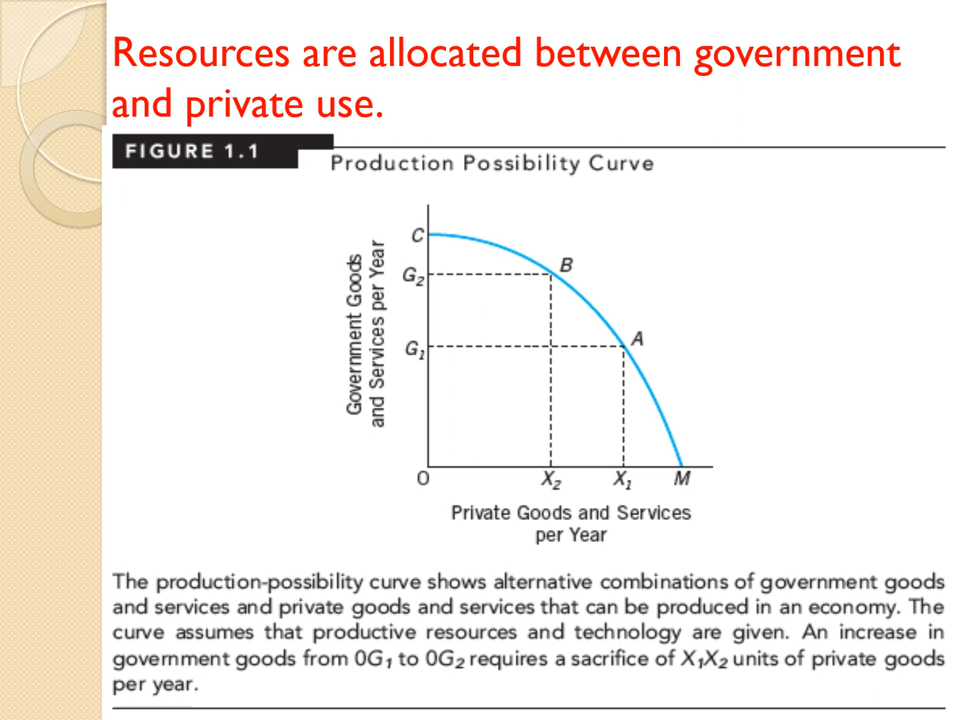 Resources are allocated between government
and private use.
FIGURE 1.1
Production Possibility Curve
Government Goods
and Services per Year
C
G₂
G₁
B
A
O
X₂
X₁
M
Private Goods and Services
per Year
The production-possibility curve shows alternative combinations of government goods
and services and private goods and services that can be produced in an economy. The
curve assumes that productive resources and technology are given. An increase in
government goods from 0G₁ to 0G₂ requires a sacrifice of X₁X₂ units of private goods
per year.